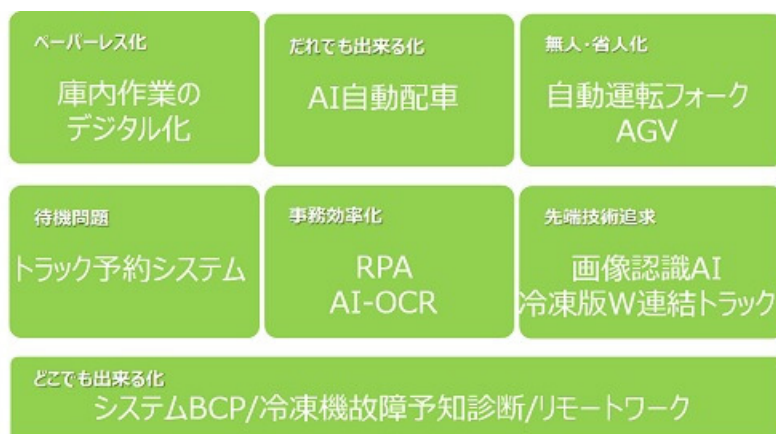 ペーパーレス化
庫内作業の
デジタル化
だれでも出来る化
AI自動配車
無人・省人化
自動運転フォーク
AGV
待機問題
トラック予約システム
事務効率化
RPA
AI-OCR
先端技術追求
画像認識AI
冷凍版W連結トラック
どこでも出来る化
システムBCP/冷凍機故障予知診断/リモートワーク